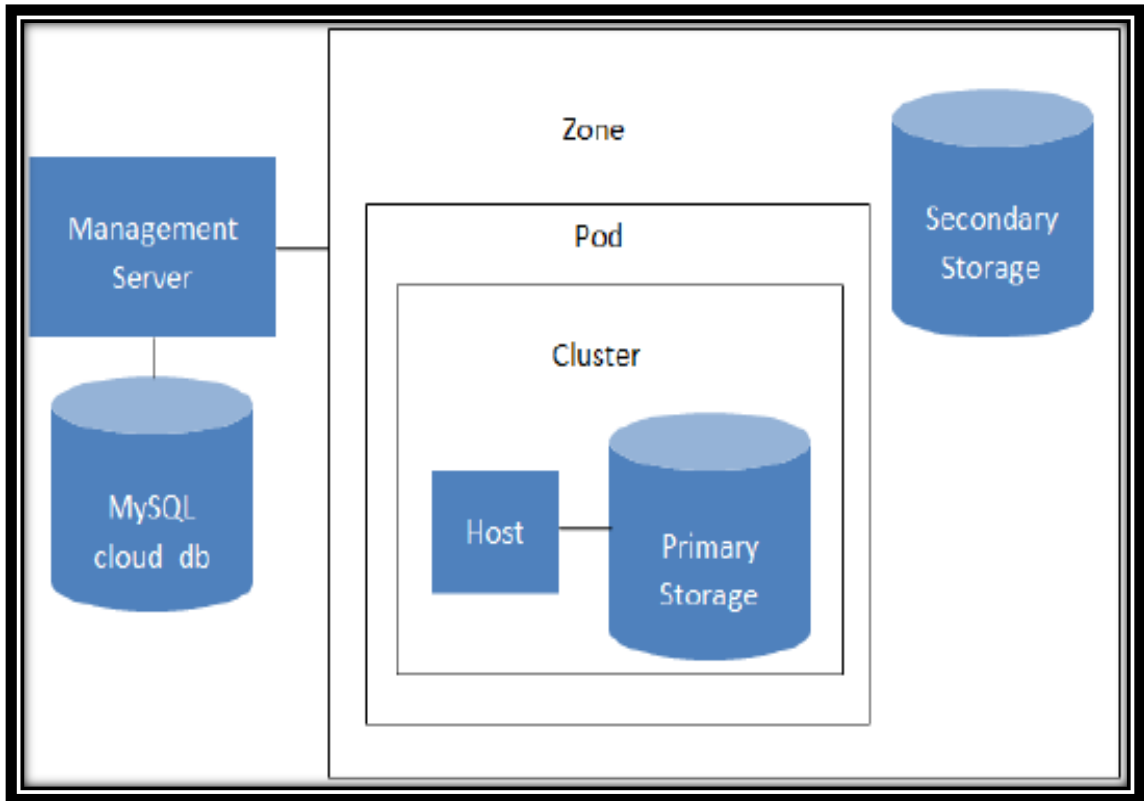 Zone
Management
Server
Pod
Secondary
Storage
Cluster
MySQL
cloud db
Host
Primary
Storage